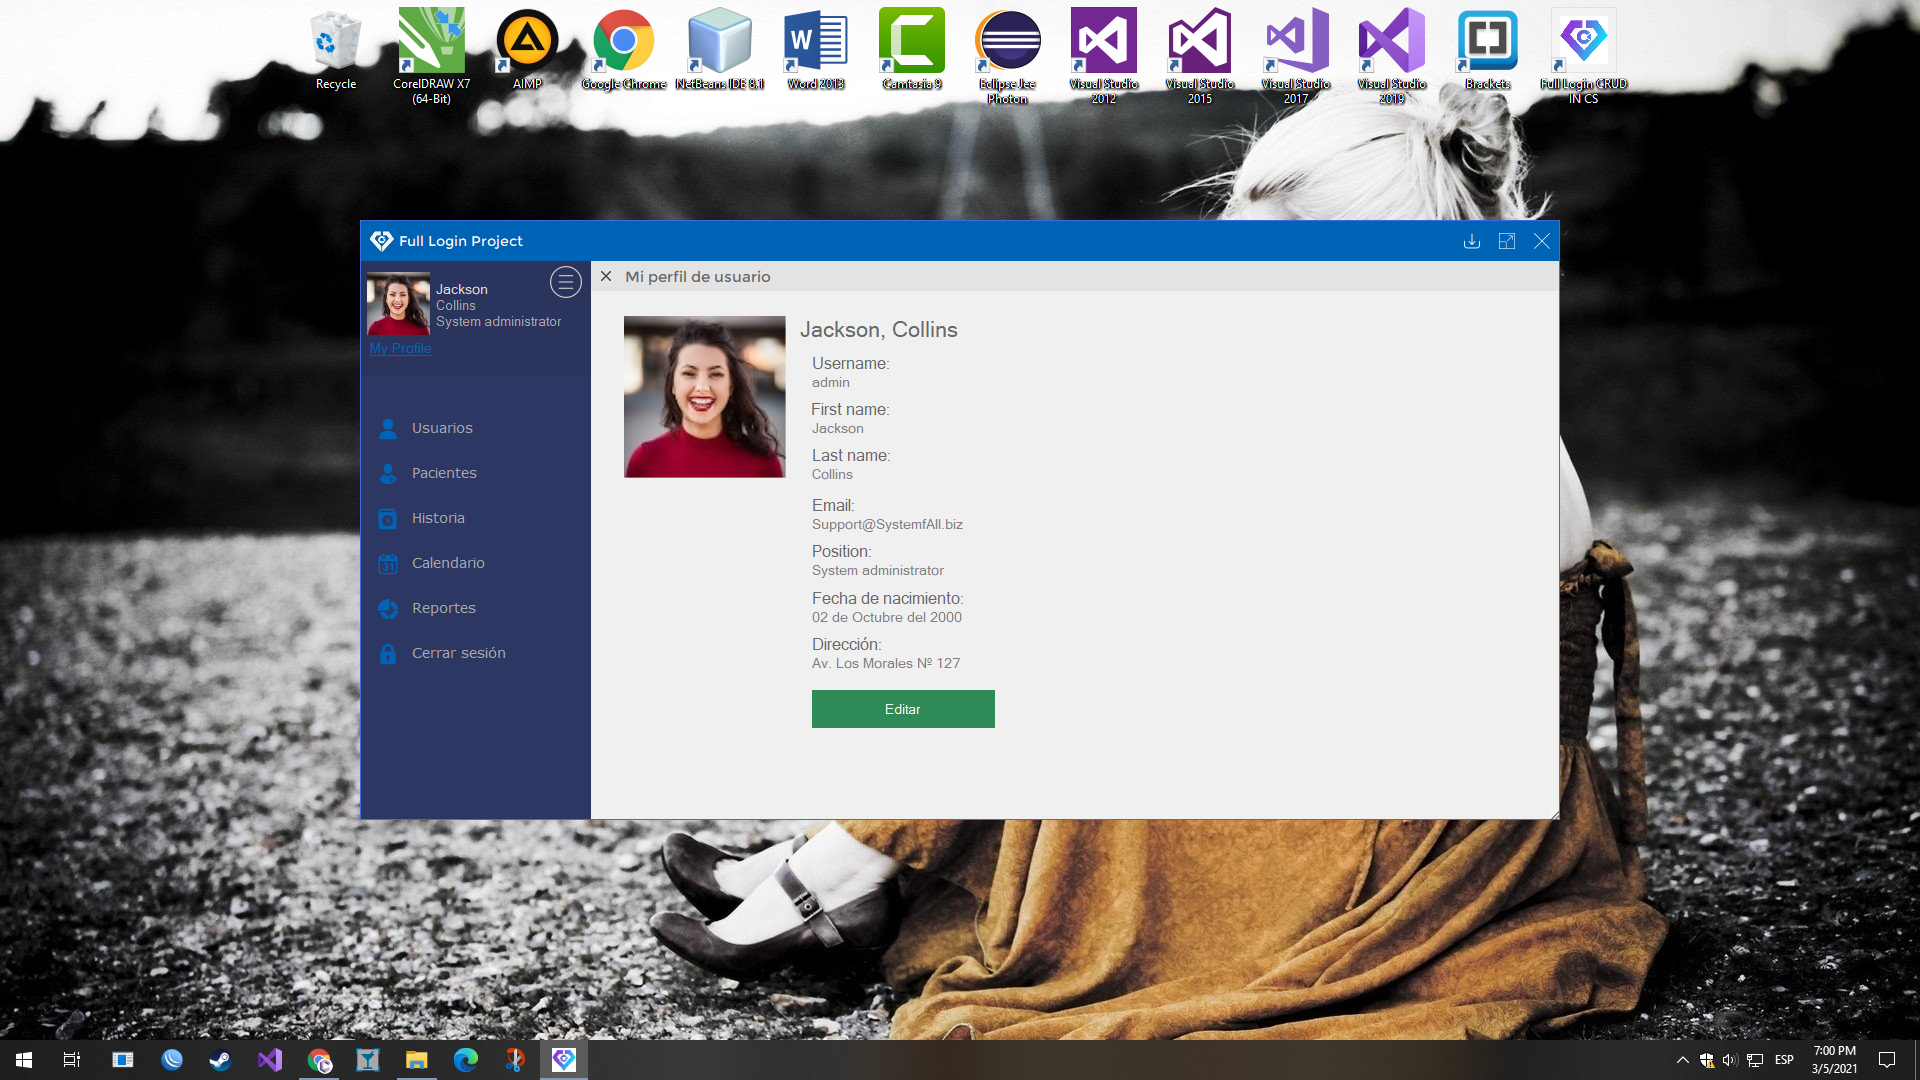 Recycle
CorelDRAW X7
(64-Bit)
AIMP
Google Chrome
NetBeans IDE 8.1
Word 2013
Camtasia 9
Eclipse Jee
Photon
Visual Studio
2012
Visual Studio
2015
Visual Studio
2017
Visual Studio
2019
Brackets
Full Login CRUD
IN CS
Full Login Project
Jackson
Collins
System administrator
My Profile
Usuarios
Pacientes
Historia
Calendario
Reportes
Cerrar sesión
Mi perfil de usuario
Jackson, Collins
Username:
admin
First name:
Jackson
Last name:
Collins
Email:
Support@SystemfAll.biz
Position:
System administrator
Fecha de nacimiento:
02 de Octubre del 2000
Dirección:
Av. Los Morales Nº 127
Editar
ESP
7:00 PM
3/5/2021